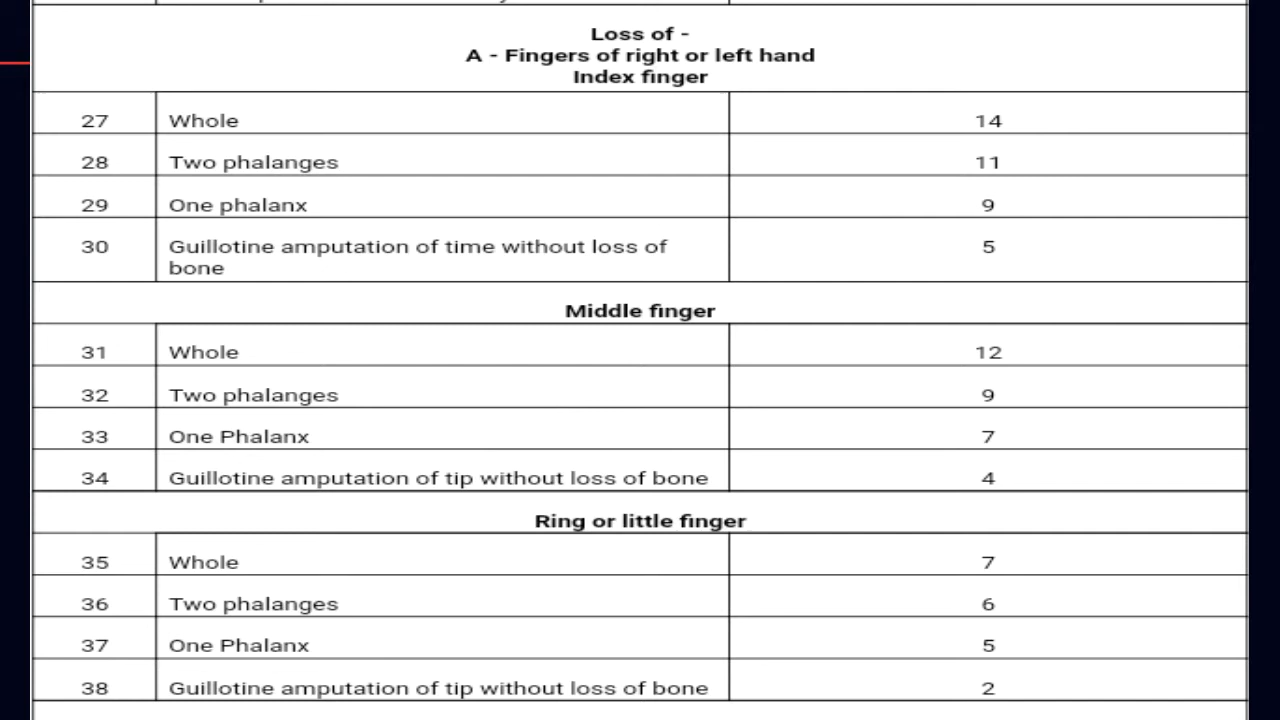 Loss of -
A - Fingers of right or left hand
Index finger
27 Whole 14
28 Two phalanges 11
29 One phalanx 9
30 Guillotine amputation of time without loss of 5
bone
Middle finger
31 Whole 12
32 Two phalanges 9
33 One Phalanx 7
34 Guillotine amputation of tip without loss of bone 4
Ring or little finger
35 Whole 7
36 Two phalanges 6
37 One Phalanx 5
38 Guillotine amputation of tip without loss of bone 2